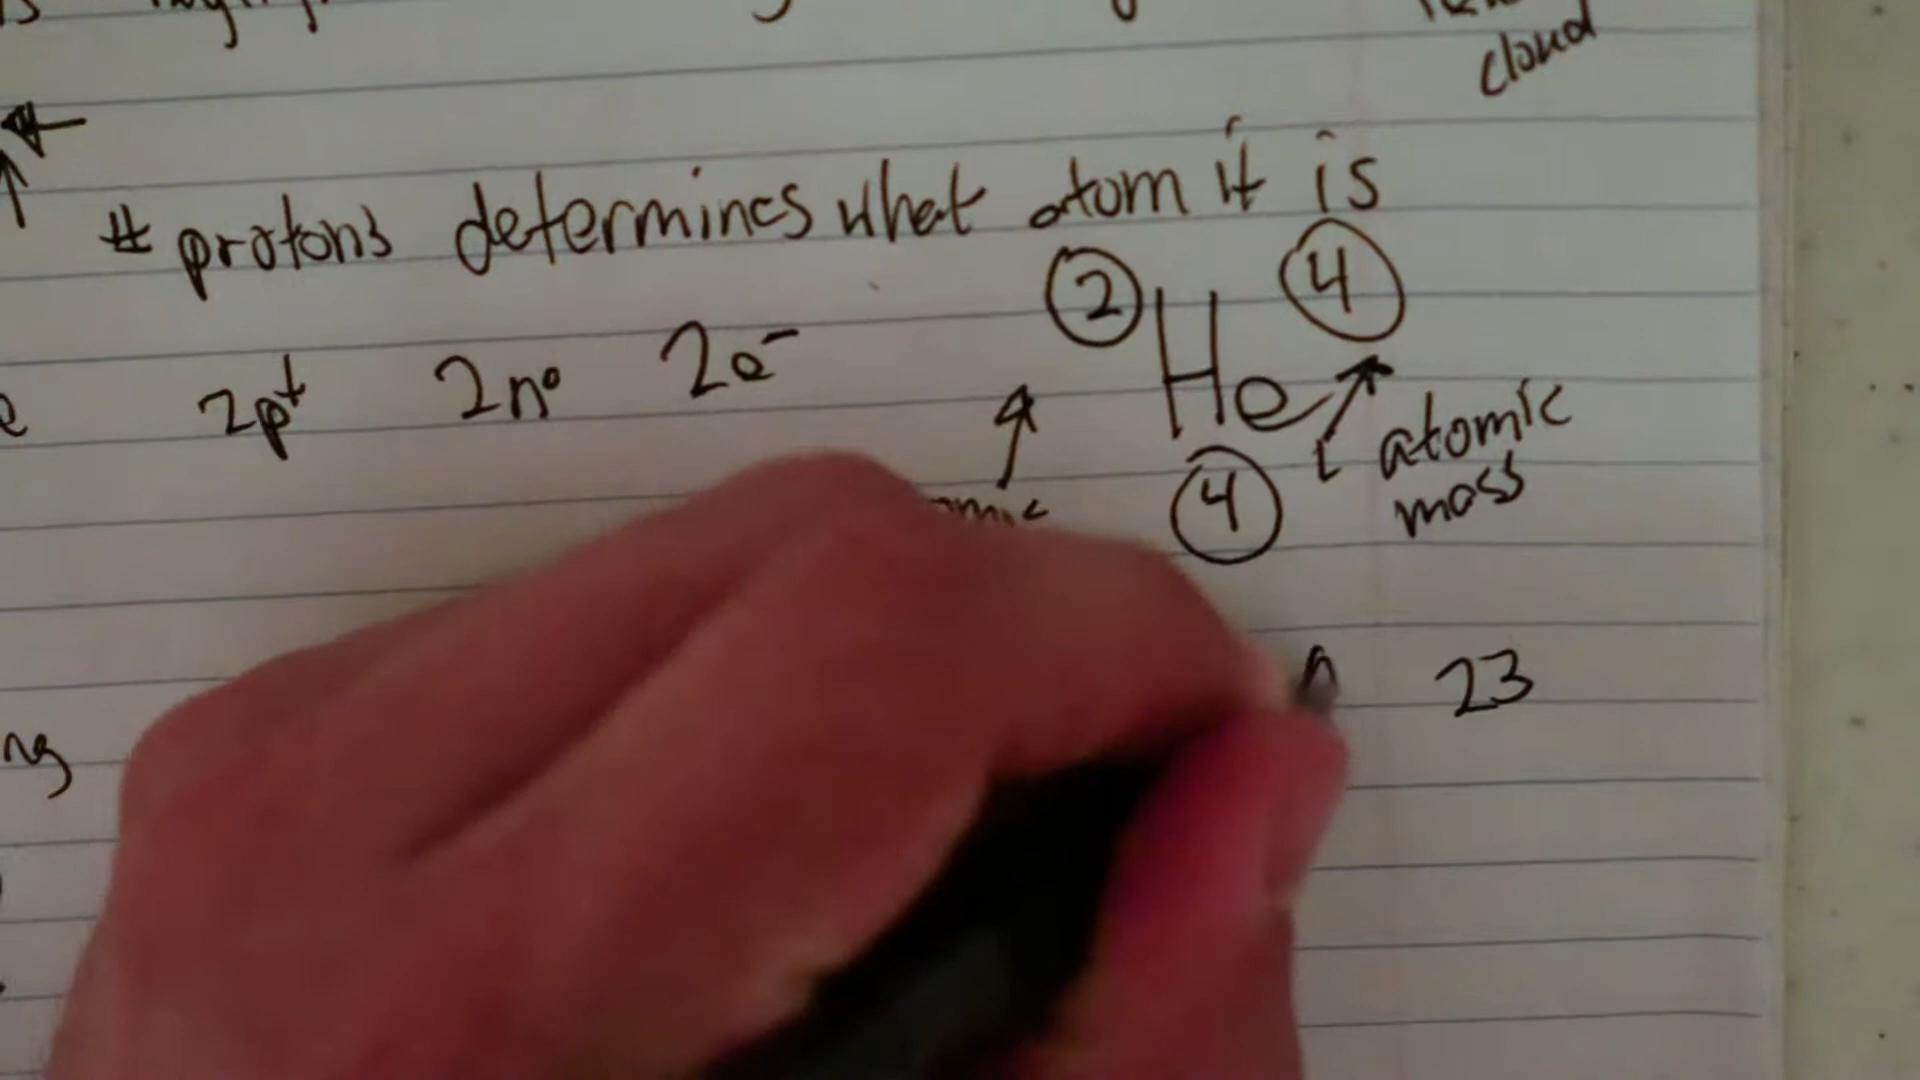 cloud
# protons determines what atom it is
2 He 4
2p+ 2n° 2e-
atomic
mass
4
23